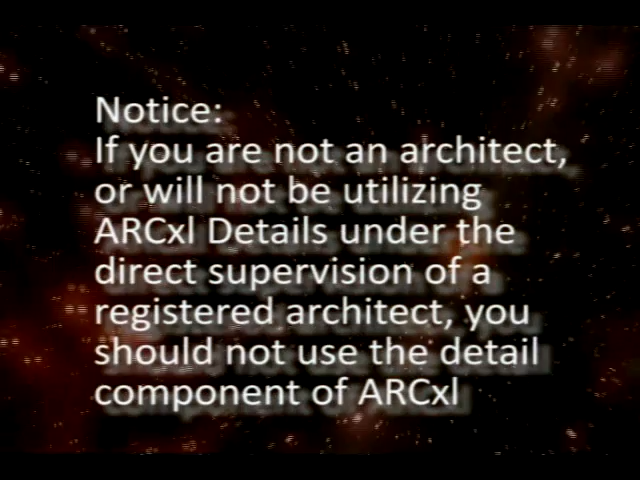 Notice:
If you are not an architect,
or will not be utilizing
ARCxl Details under the
direct supervision of a
registered architect, you
should not use the detail
component of ARCxl